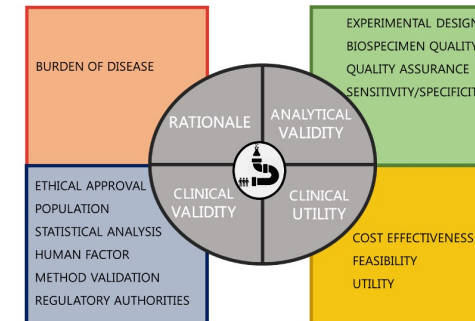 BURDEN OF DISEASE
EXPERIMENTAL DESIGN
BIOSPECIMEN QUALITY
QUALITY ASSURANCE
SENSITIVITY/SPECIFICIT
RATIONALE
ANALYTICAL
VALIDITY
CLINICAL
VALIDITY
CLINICAL
UTILITY
ETHICAL APPROVAL
POPULATION
STATISTICAL ANALYSIS
HUMAN FACTOR
METHOD VALIDATION
REGULATORY AUTHORITIES
COST EFFECTIVENESS
FEASIBILITY
UTILITY